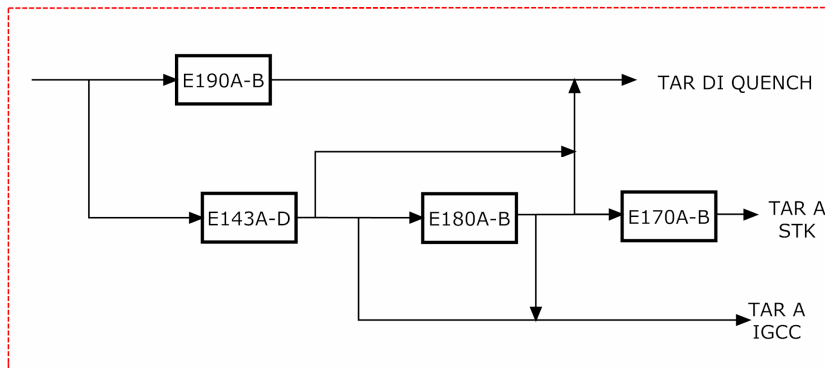 E190A-B
TAR DI QUENCH
E143A-D
E180A-B
E170A-B
TAR A
STK
TAR A
IGCC